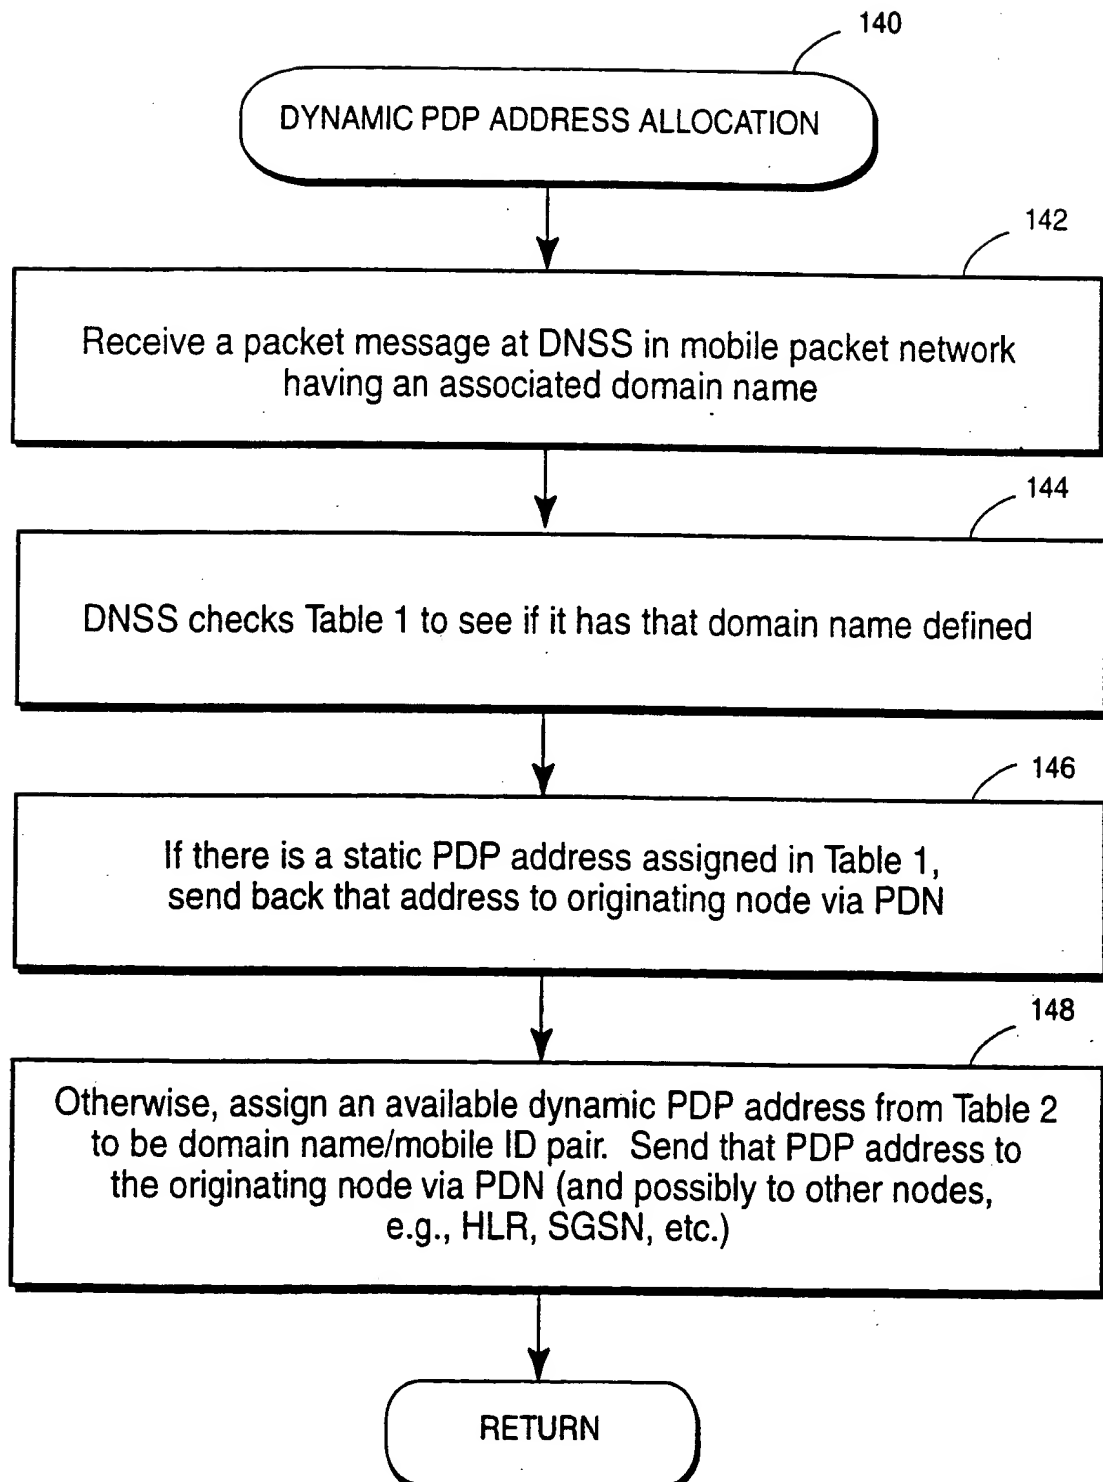 140
DYNAMIC PDP ADDRESS ALLOCATION
142
Receive a packet message at DNSS in mobile packet network
having an associated domain name
144
DNSS checks Table 1 to see if it has that domain name defined
146
If there is a static PDP address assigned in Table 1,
send back that address to originating node via PDN
148
Otherwise, assign an available dynamic PDP address from Table 2
to be domain name/mobile ID pair. Send that PDP address to
the originating node via PDN (and possibly to other nodes,
e.g., HLR, SGSN, etc.)
RETURN